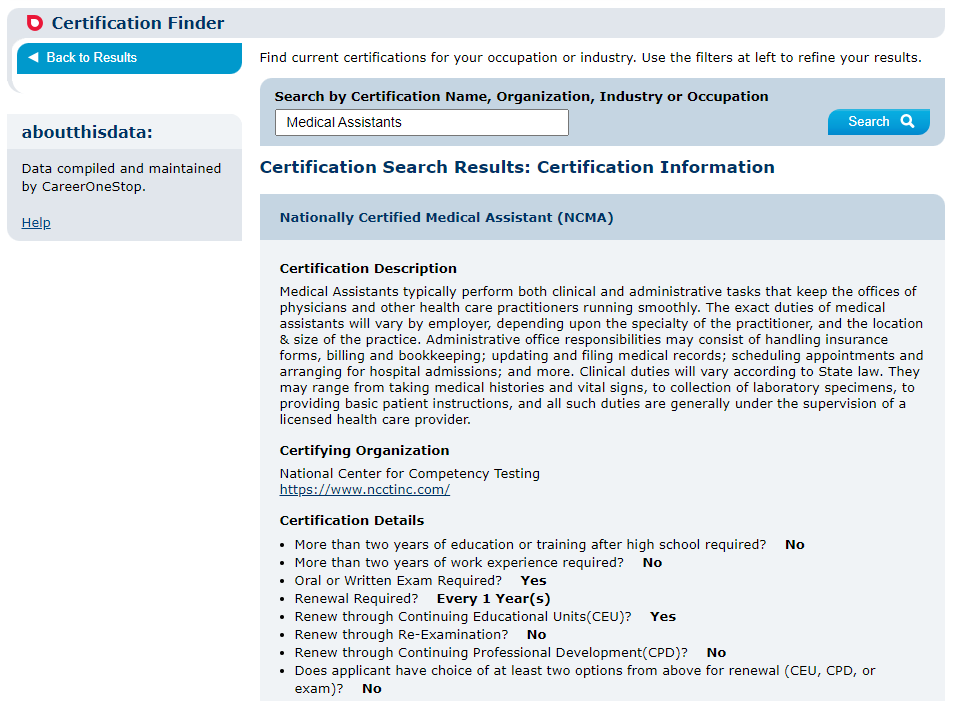 Certification Finder
Back to Results
Find current certifications for your occupation or industry. Use the filters at left to refine your results.
Search by Certification Name, Organization, Industry or Occupation
Medical Assistants
Search
aboutthisdata:
Data compiled and maintained
by CareerOneStop.
Help
Certification Search Results: Certification Information
Nationally Certified Medical Assistant (NCMA)
Certification Description
Medical Assistants typically perform both clinical and administrative tasks that keep the offices of
physicians and other health care practitioners running smoothly. The exact duties of medical
assistants will vary by employer, depending upon the specialty of the practitioner, and the location
& size of the practice. Administrative office responsibilities may consist of handling insurance
forms, billing and bookkeeping; updating and filing medical records; scheduling appointments and
arranging for hospital admissions; and more. Clinical duties will vary according to State law. They
may range from taking medical histories and vital signs, to collection of laboratory specimens, to
providing basic patient instructions, and all such duties are generally under the supervision of a
licensed health care provider.
Certifying Organization
National Center for Competency Testing
https://www.ncctinc.com/
Certification Details
• More than two years of education or training after high school required? No
• More than two years of work experience required? No
• Oral or Written Exam Required? Yes
• Renewal Required? Every 1 Year(s)
• Renew through Continuing Educational Units(CEU)? Yes
• Renew through Re-Examination? No
• Renew through Continuing Professional Development(CPD)? No
• Does applicant have choice of at least two options from above for renewal (CEU, CPD, or
exam)? No